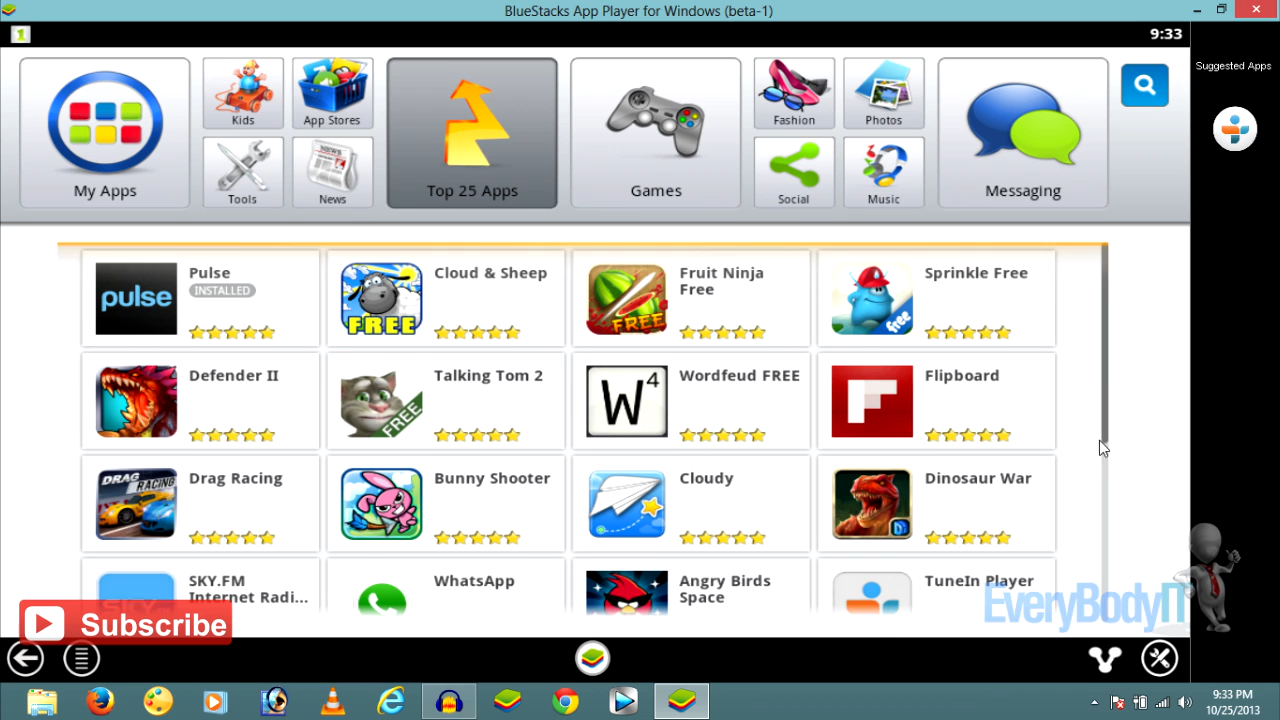 BlueStacks App Player for Windows (beta-1)
1
9:33
Suggested Apps
My Apps
Kids
App Stores
Tools
NEWS
News
Top 25 Apps
Games
Fashion
Photos
Social
Music
Messaging
pulse
Pulse
INSTALLED
FREE
Cloud & Sheep
FREE
Fruit Ninja
Free
free
Sprinkle Free
Defender II
FREE
Talking Tom 2
W4
Wordfeud FREE
Flipboard
DRAG
RACING
Drag Racing
Bunny Shooter
Cloudy
Dinosaur War
SKY.FM
Internet Radi...
WhatsApp
Angry Birds
Space
TuneIn Player
EveryBodyIT
Subscribe
9:33 PM
10/25/2013